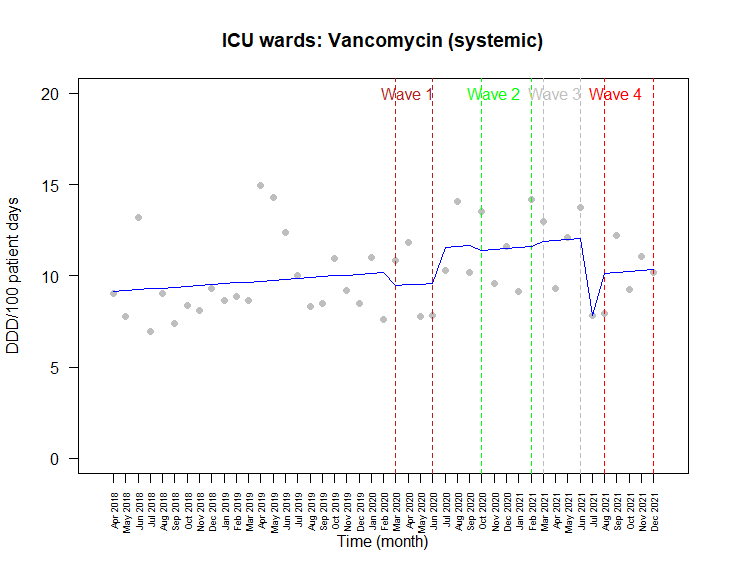 ICU wards: Vancomycin (systemic)
Wave 1 Wave 2 Wave 3 Wave 4
20
15
10
5
0
DDD/100 patient days
Apr 2018
May 2018
Jun 2018
Jul 2018
Aug 2018
Sep 2018
Oct 2018
Nov 2018
Dec 2018
Jan 2019
Feb 2019
Mar 2019
Apr 2019
May 2019
Jun 2019
Jul 2019
Aug 2019
Sep 2019
Oct 2019
Nov 2019
Dec 2019
Jan 2020
Feb 2020
Mar 2020
Apr 2020
May 2020
Jun 2020
Jul 2020
Aug 2020
Sep 2020
Oct 2020
Nov 2020
Dec 2020
Jan 2021
Feb 2021
Mar 2021
Apr 2021
May 2021
Jun 2021
Jul 2021
Aug 2021
Sep 2021
Oct 2021
Nov 2021
Dec 2021
Time (month)